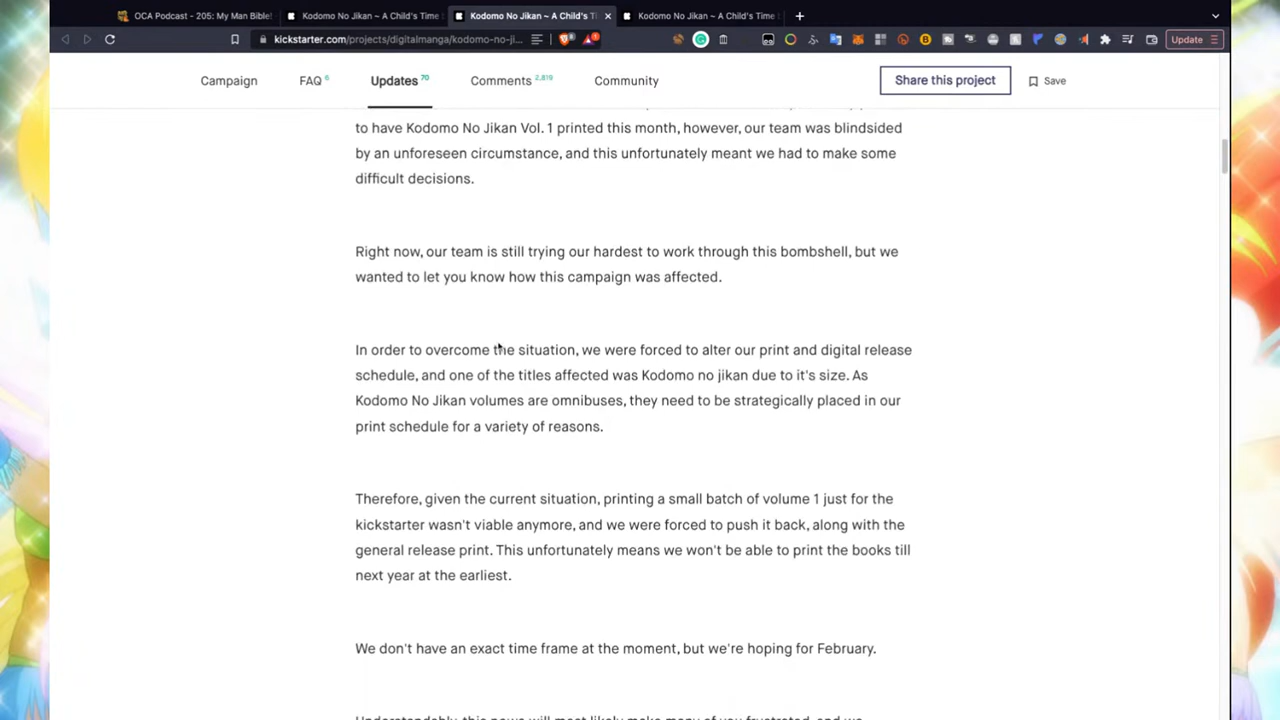 OCA Podcast - 205: My Man Bible!
Kodomo No Jikan ~ A Child's Time
Kodomo No Jikan ~ A Child's Ti
Kodomo No Jikan ~ A Child's Time
kickstarter.com/projects/digitalmanga/kodomo-no-ji...
Update
Campaign
FAQ 6
Updates 70
Comments 2,819
Community
Share this project
Save
to have Kodomo No Jikan Vol. 1 printed this month, however, our team was blindsided
by an unforeseen circumstance, and this unfortunately meant we had to make some
difficult decisions.
Right now, our team is still trying our hardest to work through this bombshell, but we
wanted to let you know how this campaign was affected.
In order to overcome the situation, we were forced to alter our print and digital release
schedule, and one of the titles affected was Kodomo no jikan due to it's size. As
Kodomo No Jikan volumes are omnibuses, they need to be strategically placed in our
print schedule for a variety of reasons.
Therefore, given the current situation, printing a small batch of volume 1 just for the
kickstarter wasn't viable anymore, and we were forced to push it back, along with the
general release print. This unfortunately means we won't be able to print the books till
next year at the earliest.
We don't have an exact time frame at the moment, but we're hoping for February.